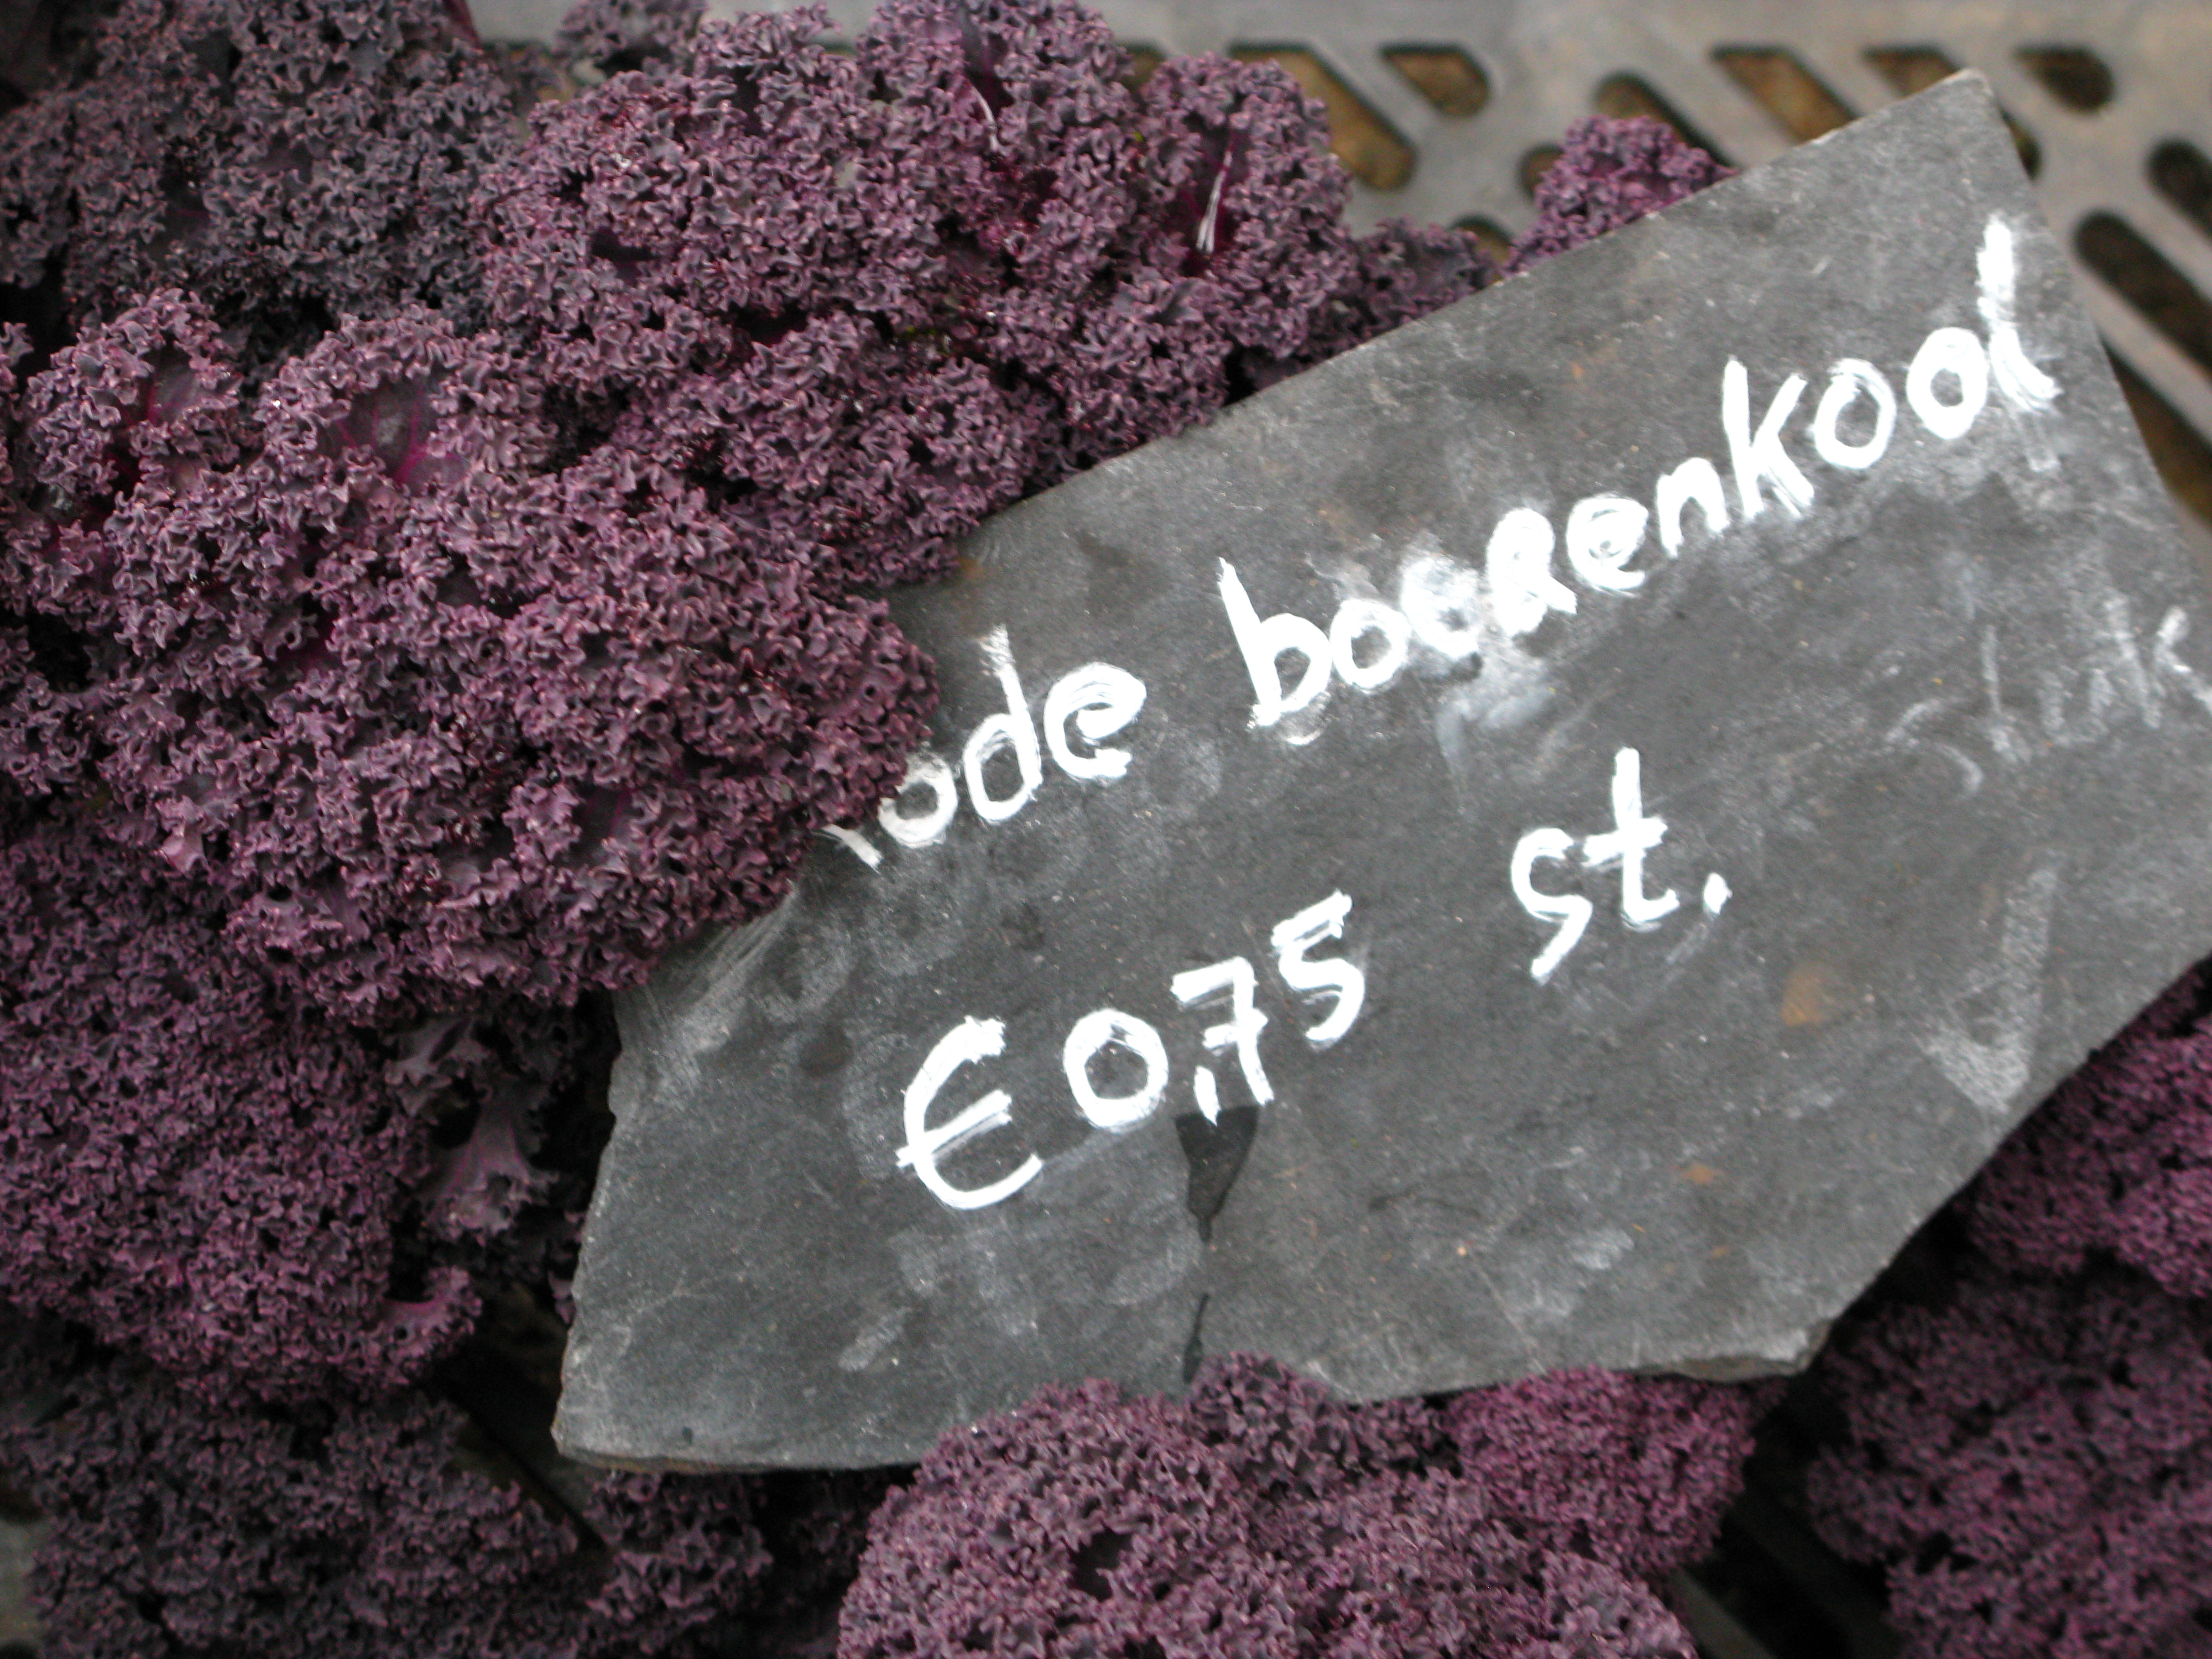 rode boerenkool
€0,75 st.